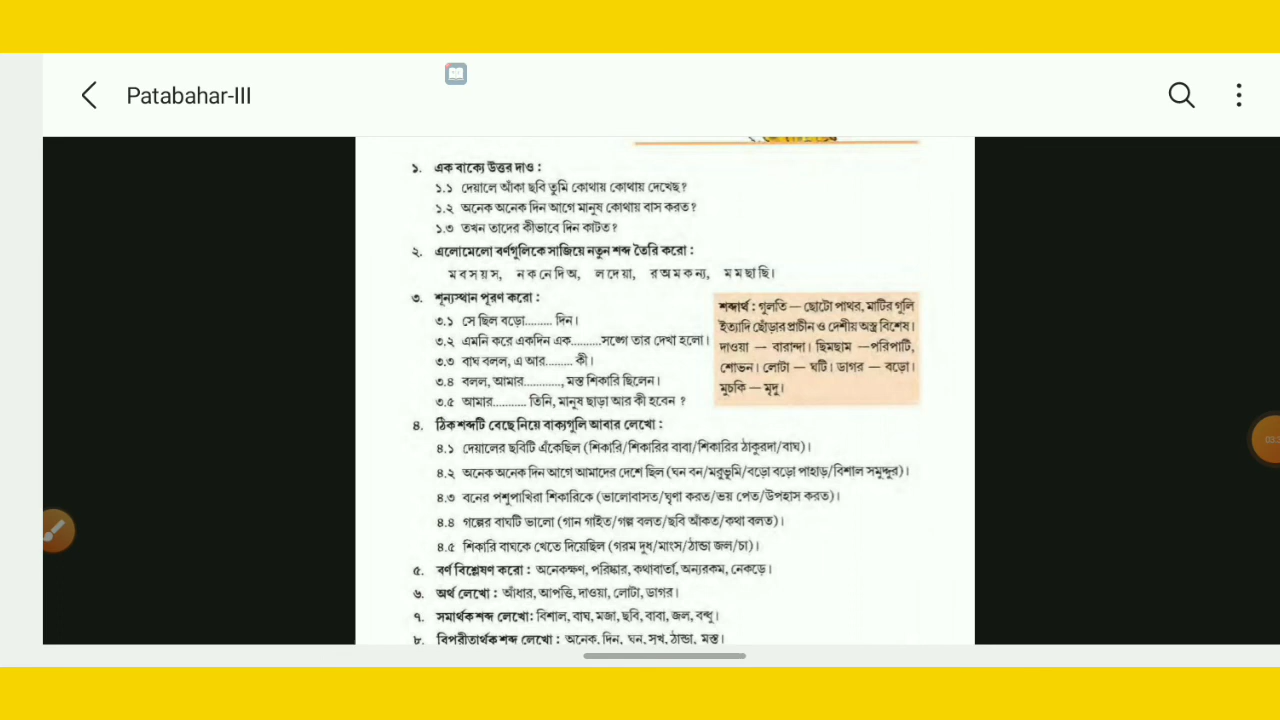 Patabahar-III
১. এক বাক্যে উত্তর দাও :
১.১ দেয়ালে আঁকা ছবি তুমি কোথায় কোথায় দেখেছ?
১.২ অনেক অনেক দিন আগে মানুষ কোথায় বাস করত?
১.৩ তখন তাদের কীভাবে দিন কাটত?
২. এলোমেলো বর্ণগুলিকে সাজিয়ে নতুন শব্দ তৈরি করো :
ম ব স য় স, ন ক নে দি অ, ল দে য়া, র অ ম ক ন্য, ম ম ছা ছি।
৩. শূন্যস্থান পূরণ করো :
৩.১ সে ছিল বড়ো......... দিন।
৩.২ এমনি করে একদিন এক..........সঙ্গে তার দেখা হলো।
৩.৩ বাঘ বলল, এ আর......... কী।
৩.৪ বলল, আমার............, মস্ত শিকারি ছিলেন।
৩.৫ আমার........... তিনি, মানুষ ছাড়া আর কী হবেন ?
শব্দার্থ : গুলতি — ছোটো পাথর, মাটির গুলি
ইত্যাদি ছোঁড়ার প্রাচীন ও দেশীয় অস্ত্র বিশেষ।
দাওয়া — বারান্দা। ছিমছাম —পরিপাটি,
শোভন। লোটা — ঘটি। ডাগর — বড়ো।
মুচকি — মৃদু।
৪. ঠিক শব্দটি বেছে নিয়ে বাক্যগুলি আবার লেখো :
৪.১ দেয়ালের ছবিটি এঁকেছিল (শিকারি/শিকারির বাবা/শিকারির ঠাকুরদা/বাঘ)।
৪.২ অনেক অনেক দিন আগে আমাদের দেশে ছিল (ঘন বন/মরুভূমি/বড়ো বড়ো পাহাড়/বিশাল সমুদ্দুর)।
৪.৩ বনের পশুপাখিরা শিকারিকে (ভালোবাসত/ঘৃণা করত/ভয় পেত/উপহাস করত)।
৪.৪ গল্পের বাঘটি ভালো (গান গাইত/গল্প বলত/ছবি আঁকত/কথা বলত)।
৪.৫ শিকারি বাঘকে খেতে দিয়েছিল (গরম দুধ/মাংস/ঠান্ডা জল/চা)।
৫. বর্ণ বিশ্লেষণ করো : অনেকক্ষণ, পরিষ্কার, কথাবার্তা, অন্যরকম, নেকড়ে।
৬. অর্থ লেখো : আঁধার, আপত্তি, দাওয়া, লোটা, ডাগর।
৭. সমার্থক শব্দ লেখো: বিশাল, বাঘ, মজা, ছবি, বাবা, জল, বন্ধু।
৮. বিপরীতার্থক শব্দ লেখো : অনেক, দিন, ঘন, সুখ, ঠান্ডা, মস্ত।